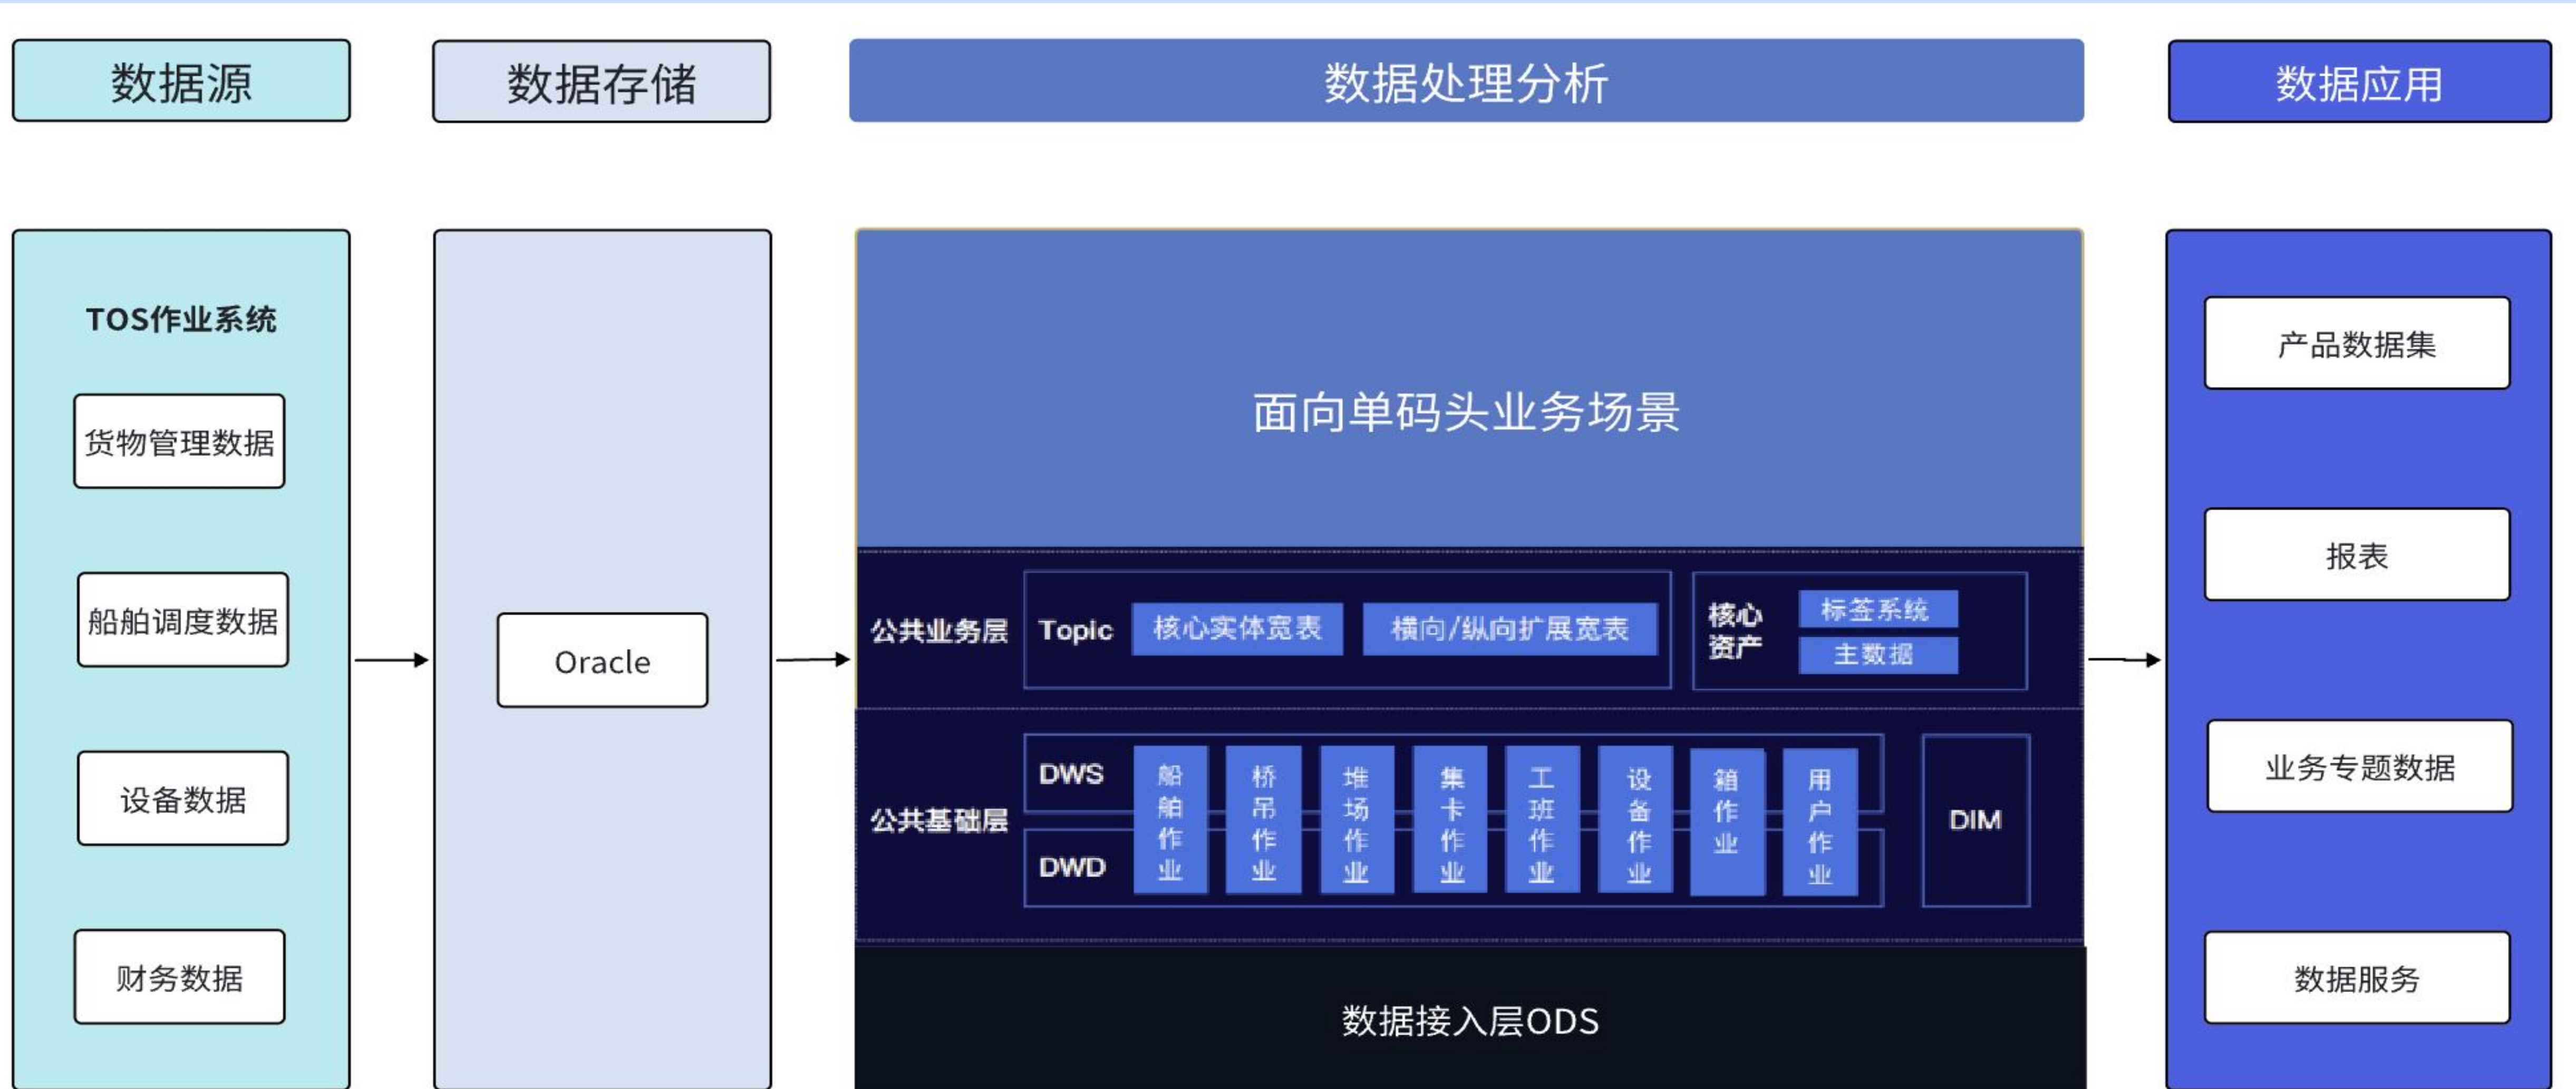 数据源
数据存储
数据处理分析
数据应用
TOS作业系统
货物管理数据
船舶调度数据
设备数据
财务数据
Oracle
面向单码头业务场景
公共业务层
Topic
核心实体宽表
横向/纵向扩展宽表
核心
资产
标签系统
主数据
公共基础层
DWS
DWD
船舶作业
桥吊作业
堆场作业
集卡作业
工班作业
设备作业
箱作业
用户作业
DIM
数据接入层ODS
产品数据集
报表
业务专题数据
数据服务